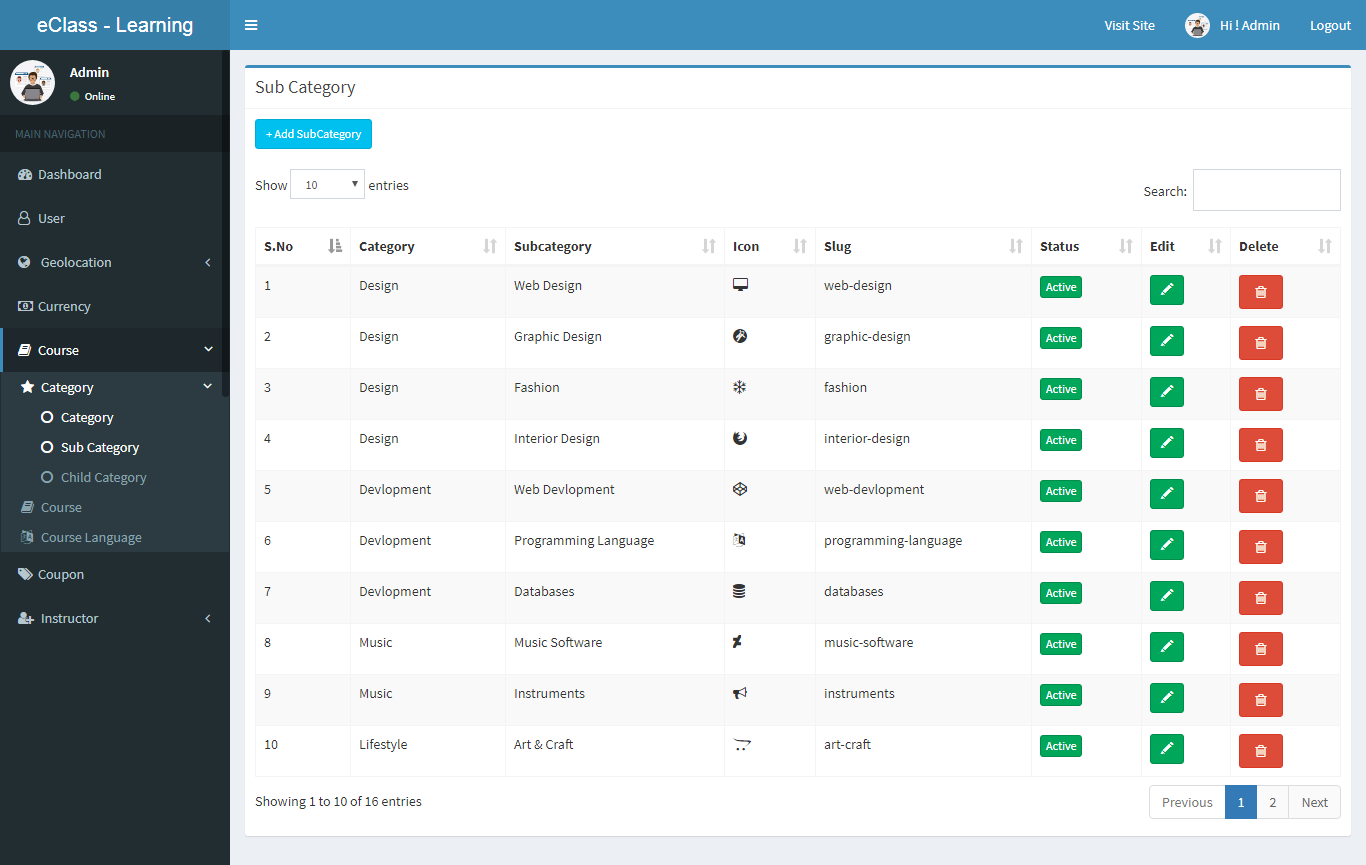 eClass - Learning
Visit Site Hi ! Admin Logout
Admin
Online
MAIN NAVIGATION
Dashboard
User
Geolocation
Currency
Course
Category
Category
Sub Category
Child Category
Course
Course Language
Coupon
Instructor
Sub Category
+ Add SubCategory
Show 10 entries
Search:
S.No Category Subcategory Icon Slug Status Edit Delete
1 Design Web Design web-design Active
2 Design Graphic Design graphic-design Active
3 Design Fashion fashion Active
4 Design Interior Design interior-design Active
5 Devlopment Web Devlopment web-devlopment Active
6 Devlopment Programming Language programming-language Active
7 Devlopment Databases databases Active
8 Music Music Software music-software Active
9 Music Instruments instruments Active
10 Lifestyle Art & Craft art-craft Active
Showing 1 to 10 of 16 entries
Previous 1 2 Next